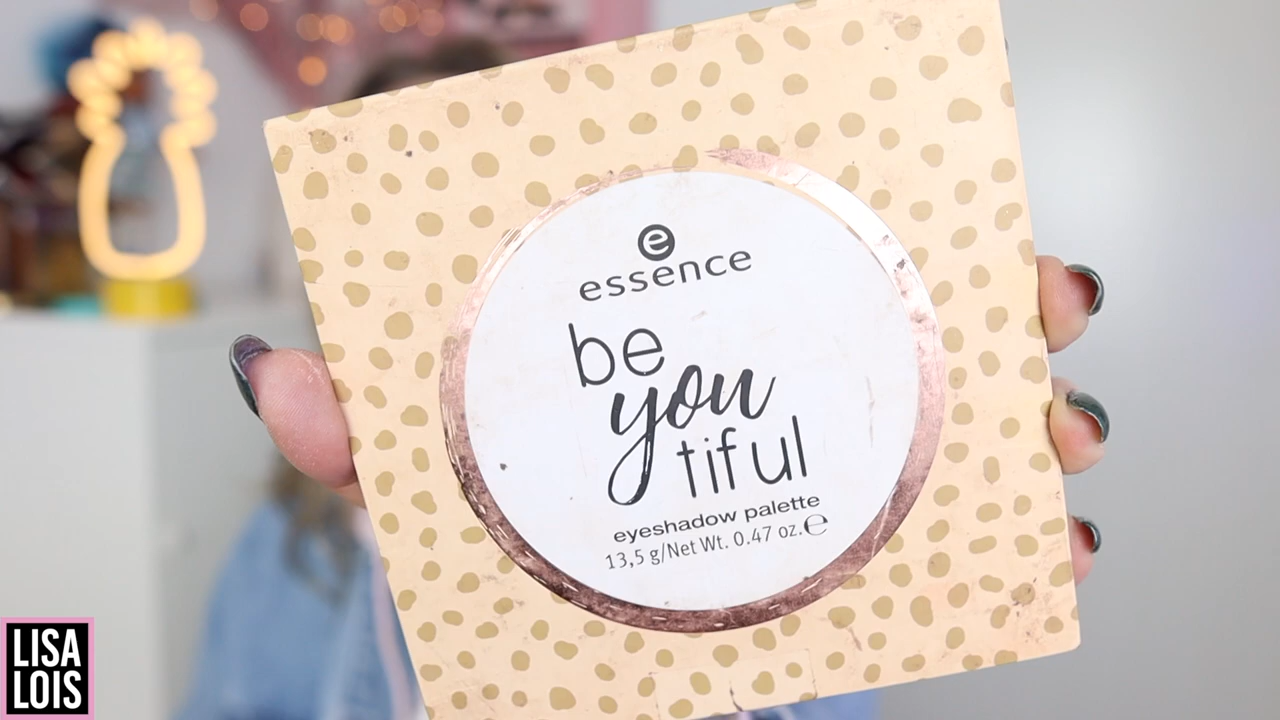 e
essence
be
you
tiful
eyeshadow palette
13,5 g/Net Wt. 0.47 oz.℮
LISA
LOIS